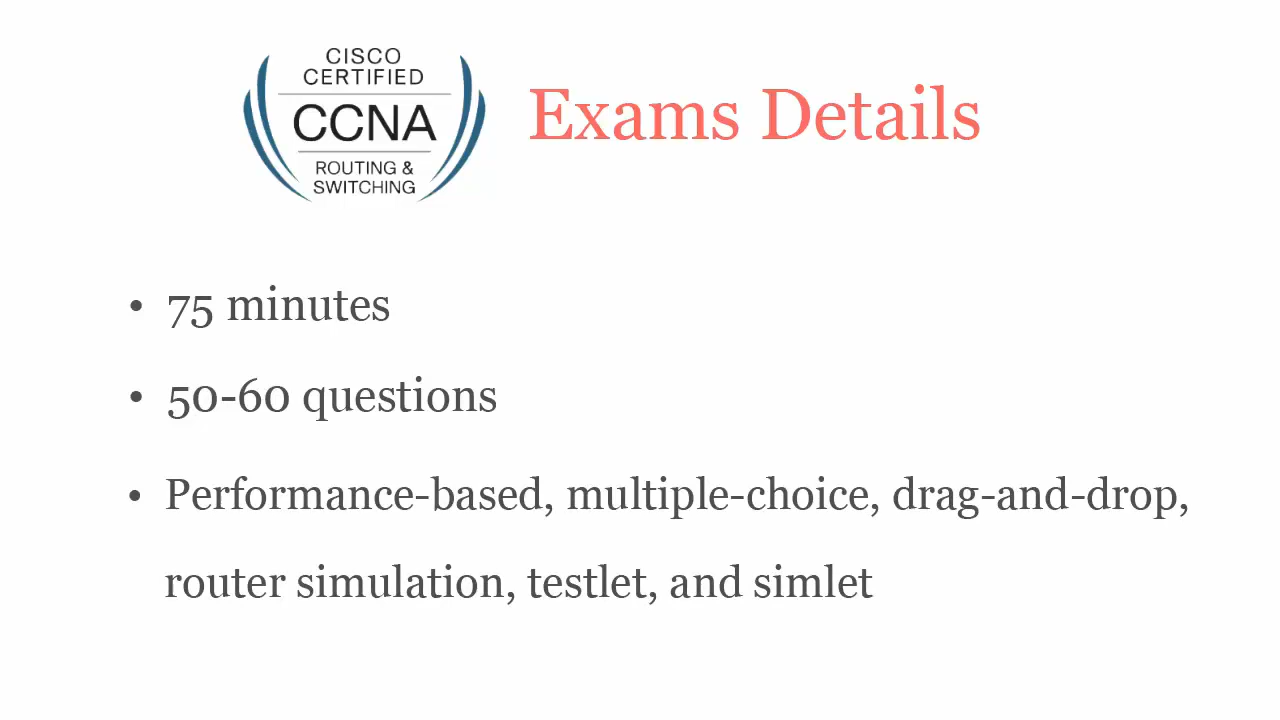 CISCO
CERTIFIED
CCNA
ROUTING &
SWITCHING
Exams Details
• 75 minutes
• 50-60 questions
• Performance-based, multiple-choice, drag-and-drop,
router simulation, testlet, and simlet